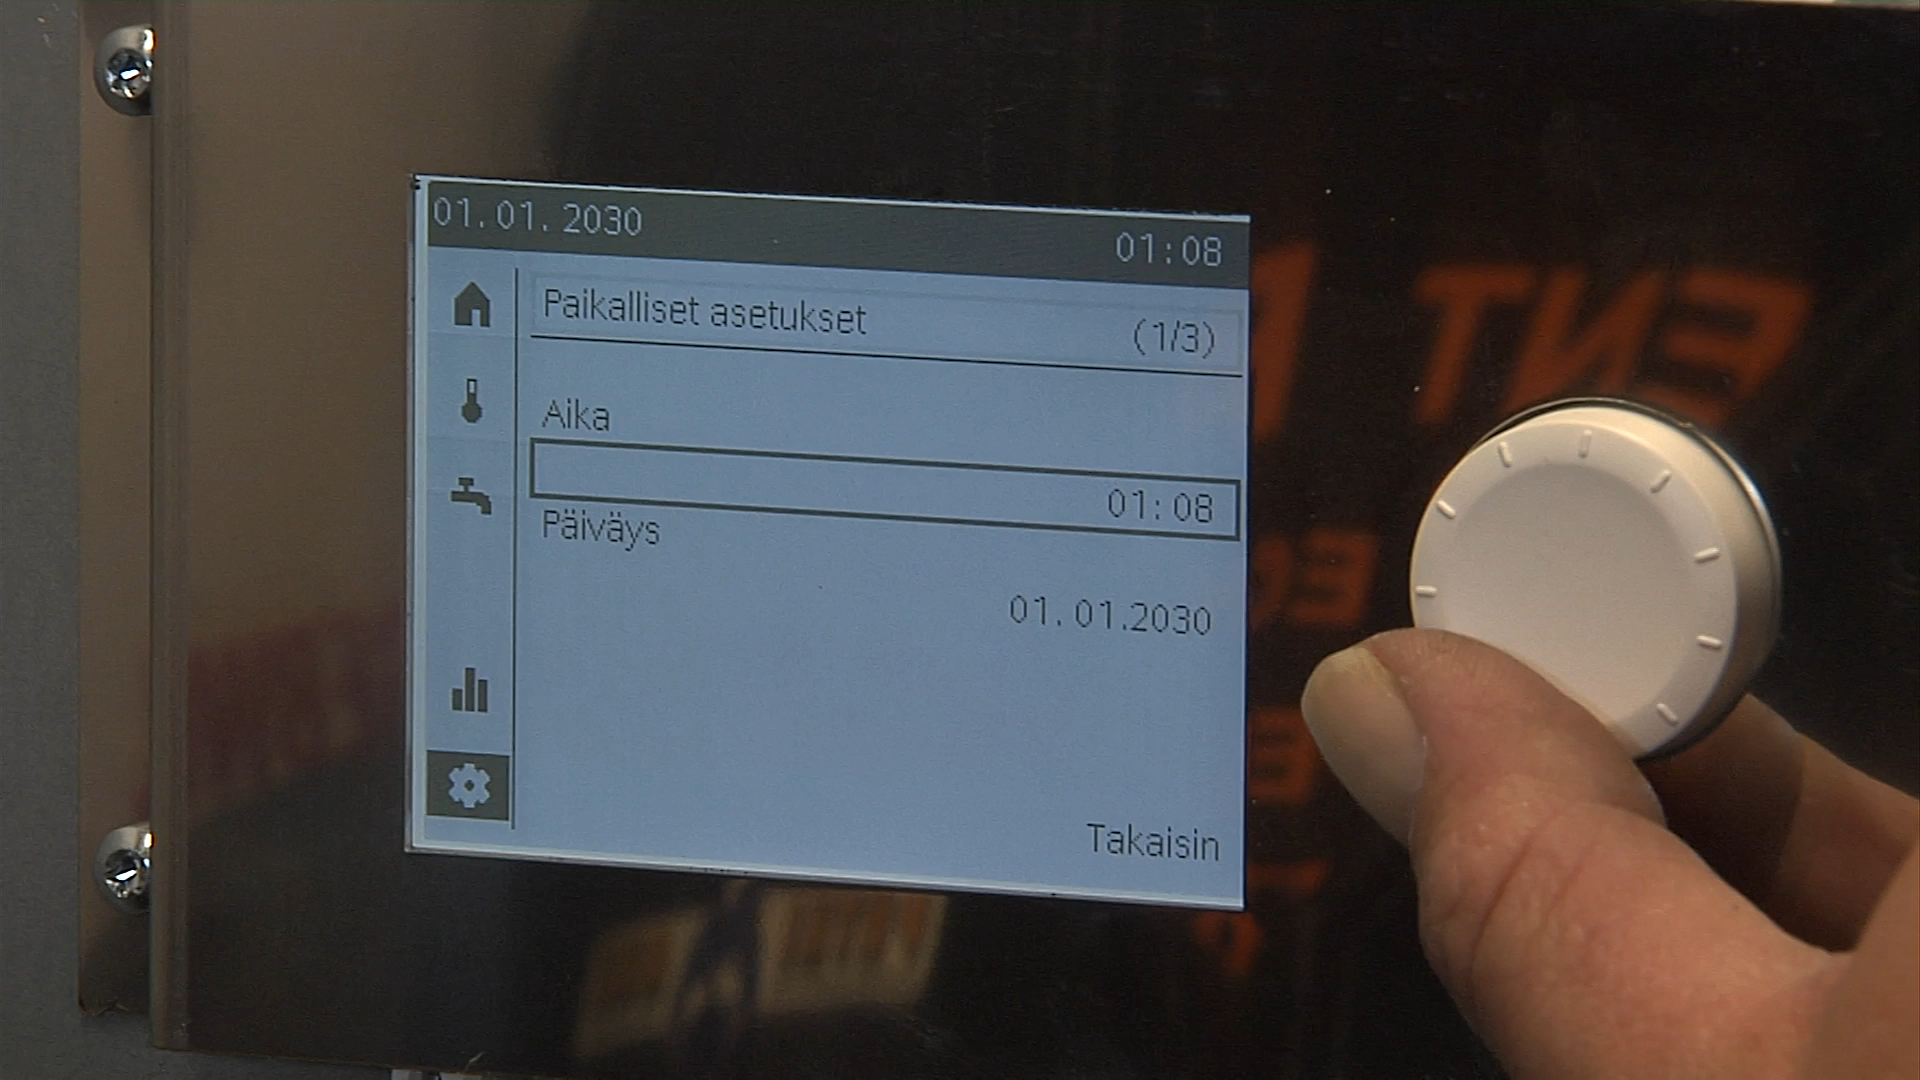 01.01.2030
01:08
Paikalliset asetukset (1/3)
Aika
01:08
Päiväys
01.01.2030
Takaisin